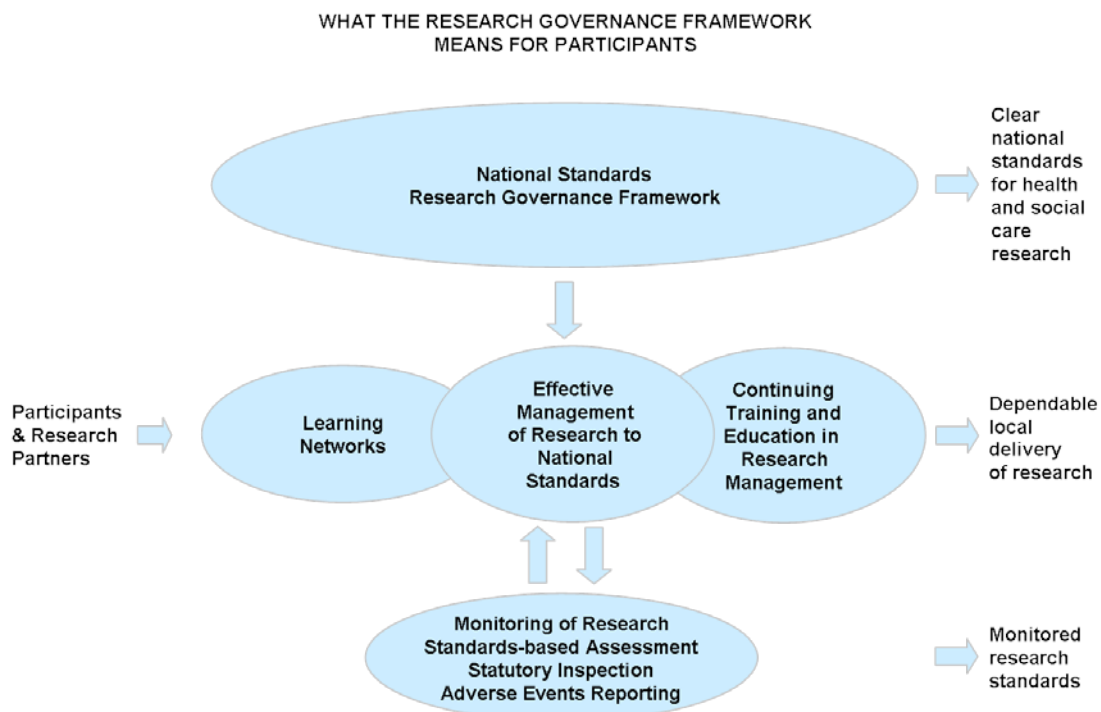 WHAT THE RESEARCH GOVERNANCE FRAMEWORK
MEANS FOR PARTICIPANTS
National Standards
Research Governance Framework
Clear
national
standards
for health
and social
care
research
Participants
& Research
Partners
Learning
Networks
Effective
Management
of Research to
National
Standards
Continuing
Training and
Education in
Research
Management
Dependable
local
delivery
of research
Monitoring of Research
Standards-based Assessment
Statutory Inspection
Adverse Events Reporting
Monitored
research
standards